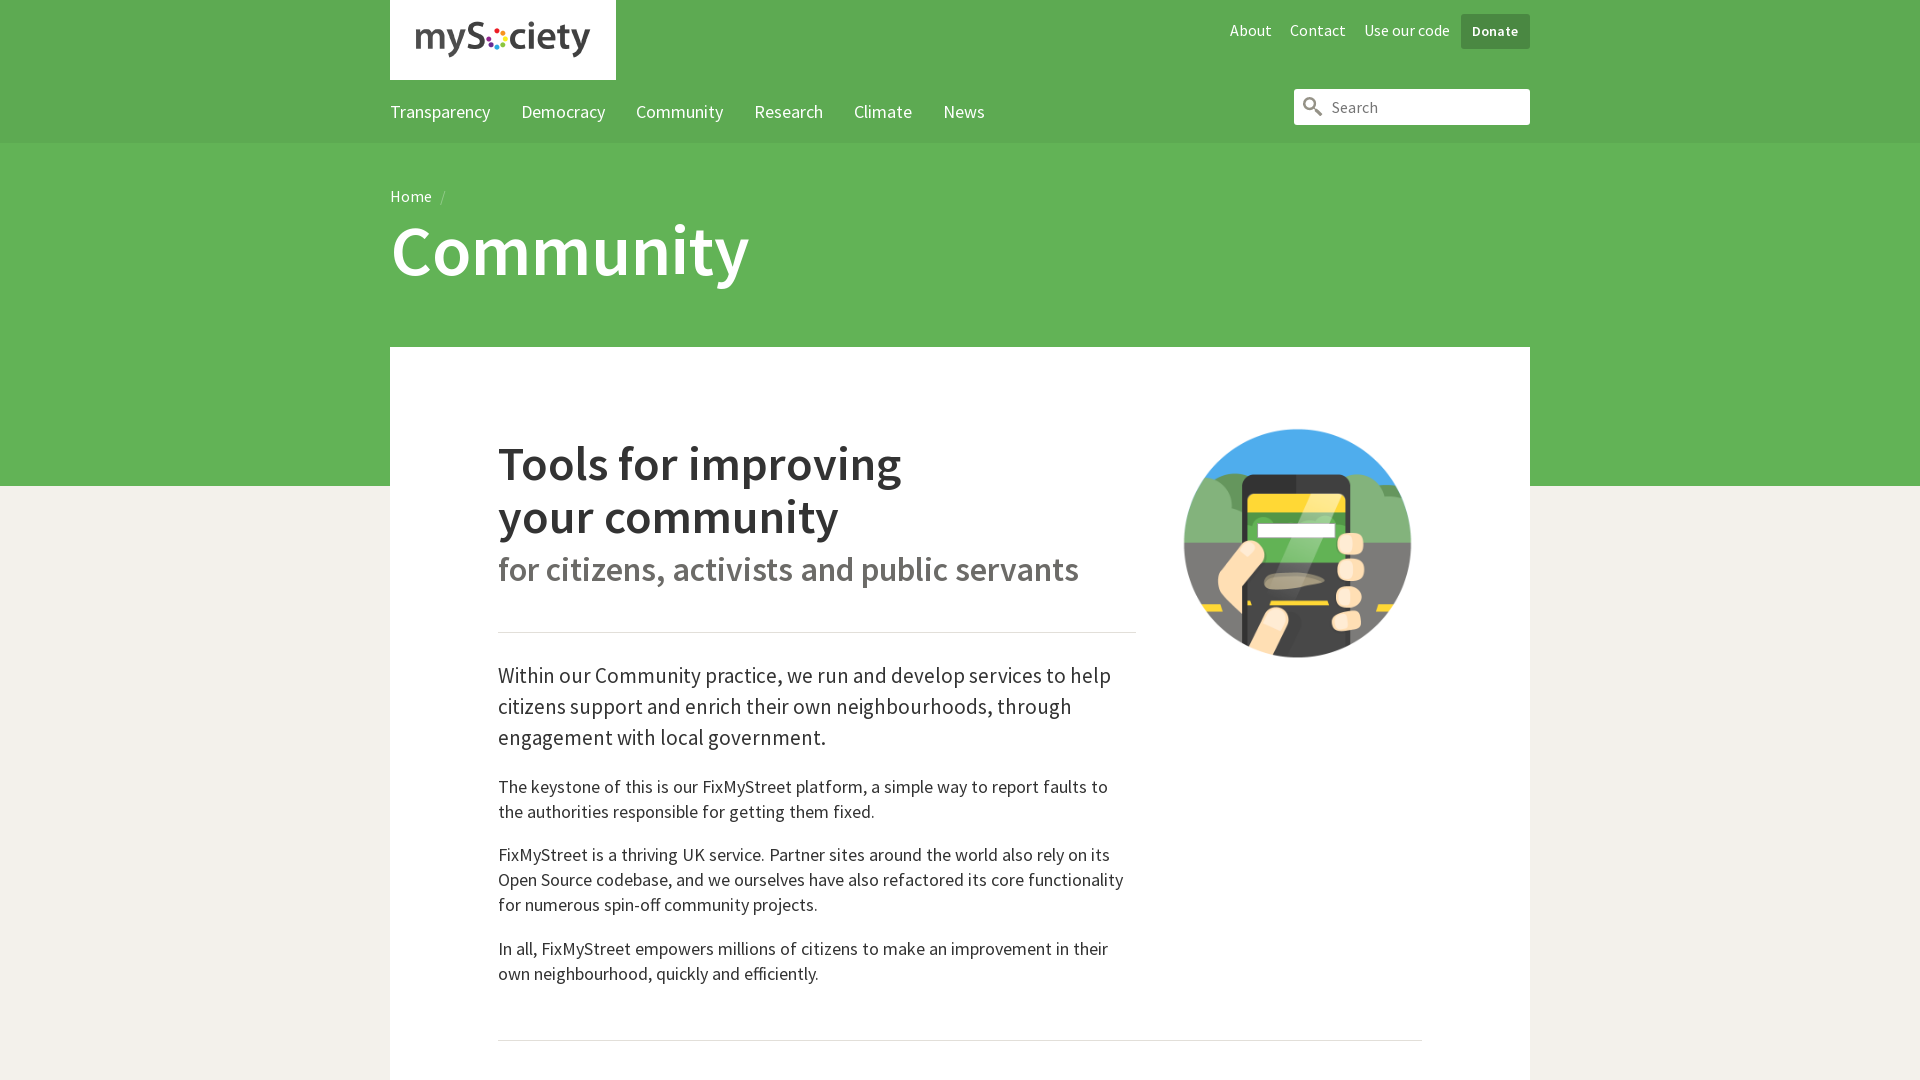 mySociety
About
Contact
Use our code
Donate
Transparency
Democracy
Community
Research
Climate
News
Search
Home /
Community
Tools for improving
your community
for citizens, activists and public servants
Within our Community practice, we run and develop services to help
citizens support and enrich their own neighbourhoods, through
engagement with local government.
The keystone of this is our FixMyStreet platform, a simple way to report faults to
the authorities responsible for getting them fixed.
FixMyStreet is a thriving UK service. Partner sites around the world also rely on its
Open Source codebase, and we ourselves have also refactored its core functionality
for numerous spin-off community projects.
In all, FixMyStreet empowers millions of citizens to make an improvement in their
own neighbourhood, quickly and efficiently.